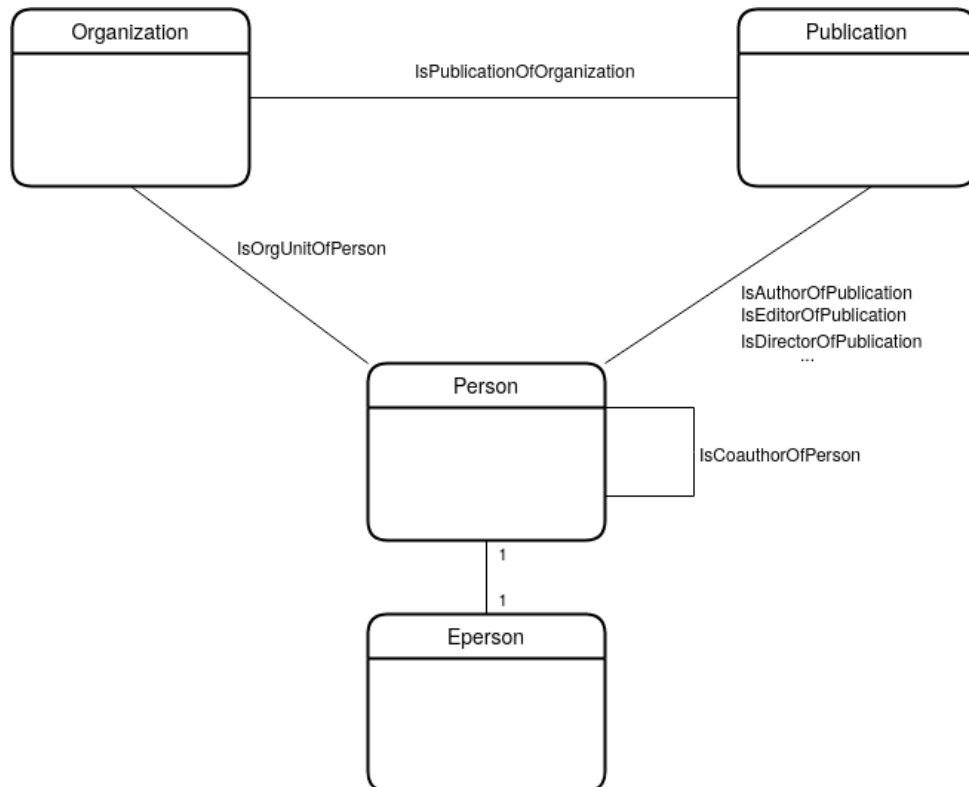 Organization
Publication
IsPublicationOfOrganization
IsOrgUnitOfPerson
IsAuthorOfPublication
IsEditorOfPublication
IsDirectorOfPublication
...
Person
IsCoauthorOfPerson
1
1
Eperson